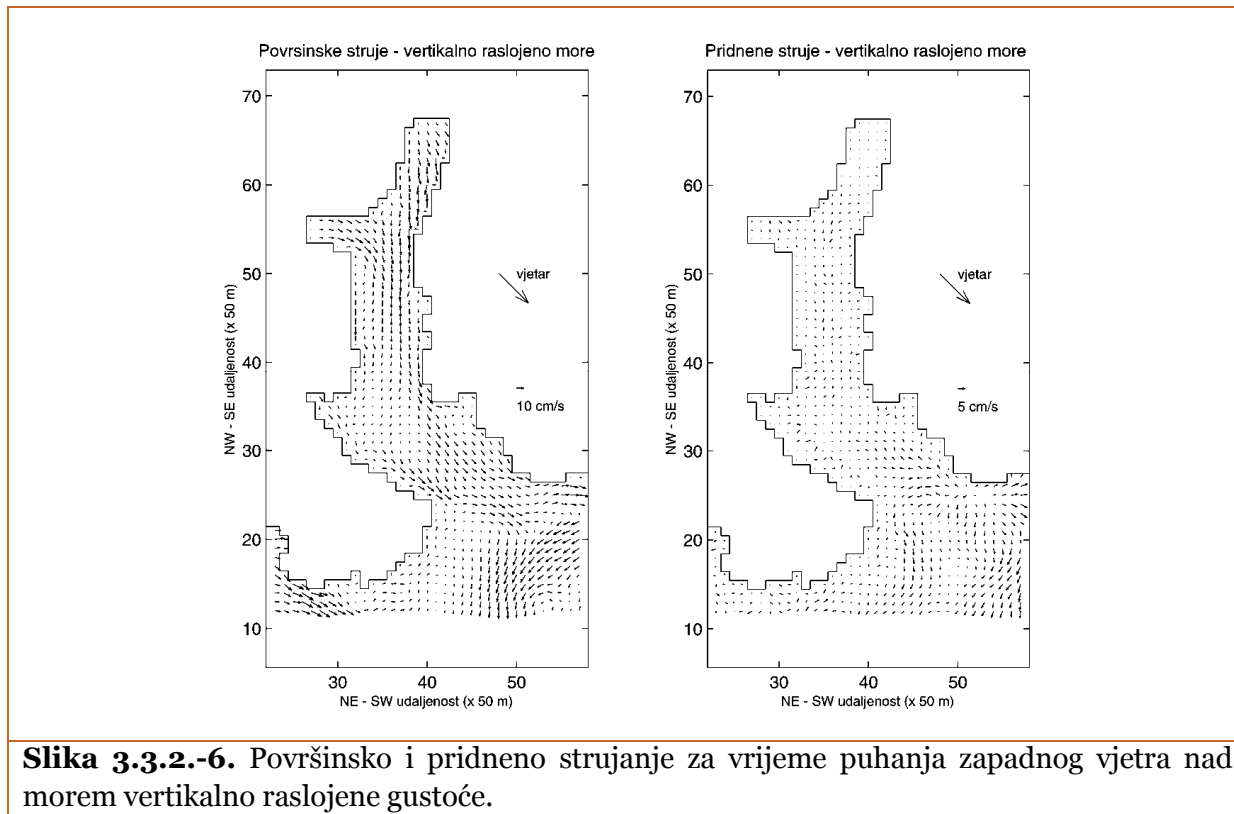 Povrsinske struje - vertikalno raslojeno more
70
60
50
40
30
20
10
30
40
50
NW - SE udaljenost (x 50 m)
NE - SW udaljenost (x 50 m)
vjetar
10 cm/s
Pridnene struje - vertikalno raslojeno more
70
60
50
40
30
20
10
30
40
50
NW - SE udaljenost (x 50 m)
NE - SW udaljenost (x 50 m)
vjetar
5 cm/s
Slika 3.3.2.-6. Površinsko i pridneno strujanje za vrijeme puhanja zapadnog vjetra nad
morem vertikalno raslojene gustoće.